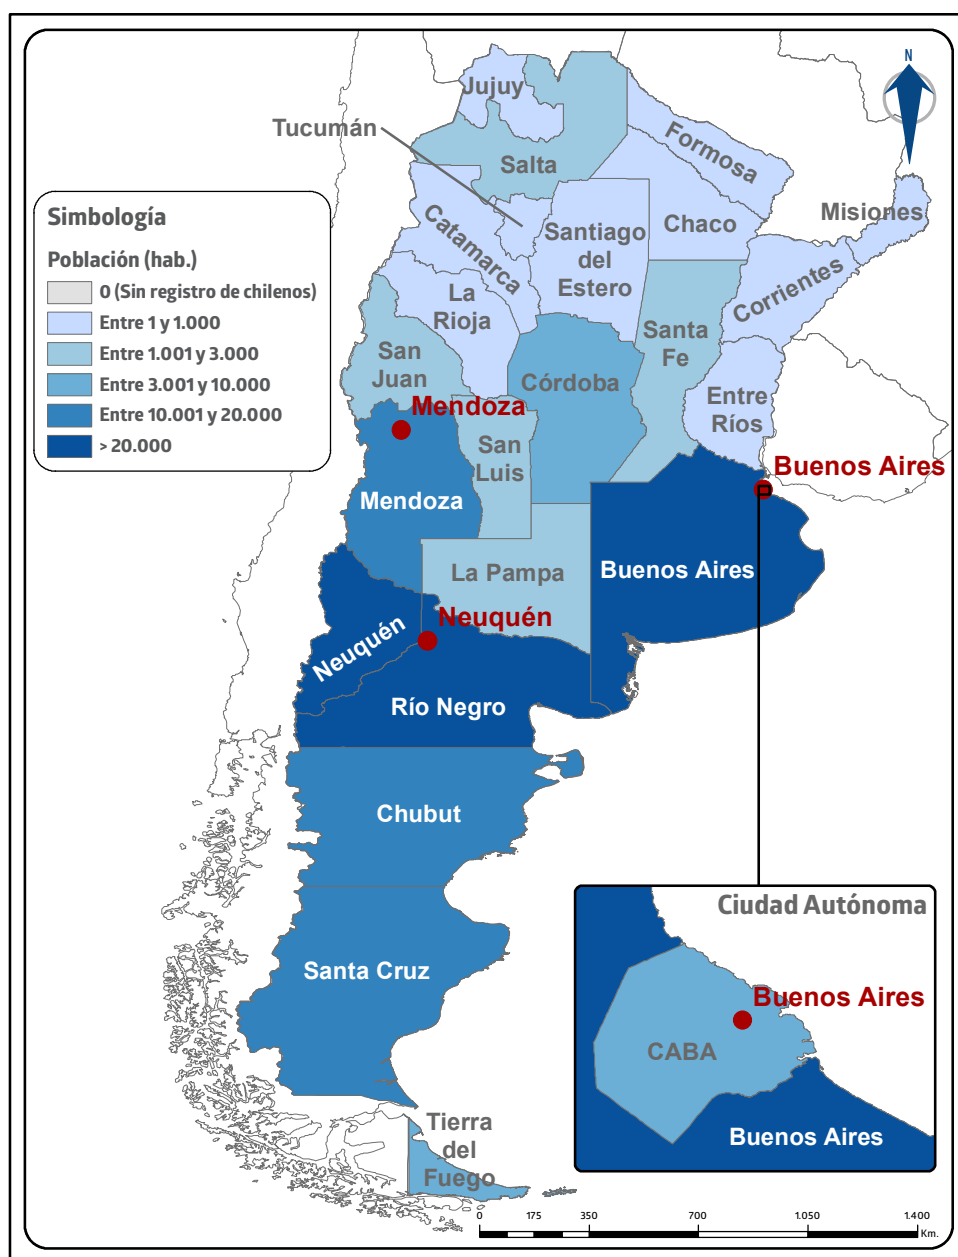 N
Jujuy
Tucumán
Salta
Formosa
Misiones
Chaco
Catamarca
Santiago
del
Estero
Corrientes
La
Rioja
Santa
Fe
San
Juan
Córdoba
Entre
Ríos
Mendoza
San
Luis
Buenos Aires
Mendoza
La Pampa
Buenos Aires
Neuquén
Neuquén
Río Negro
Chubut
Santa Cruz
Tierra
del
Fuego
Simbología
Población (hab.)
0 (Sin registro de chilenos)
Entre 1 y 1.000
Entre 1.001 y 3.000
Entre 3.001 y 10.000
Entre 10.001 y 20.000
> 20.000
Ciudad Autónoma
Buenos Aires
CABA
Buenos Aires
0 175 350 700 1.050 1.400
Km.